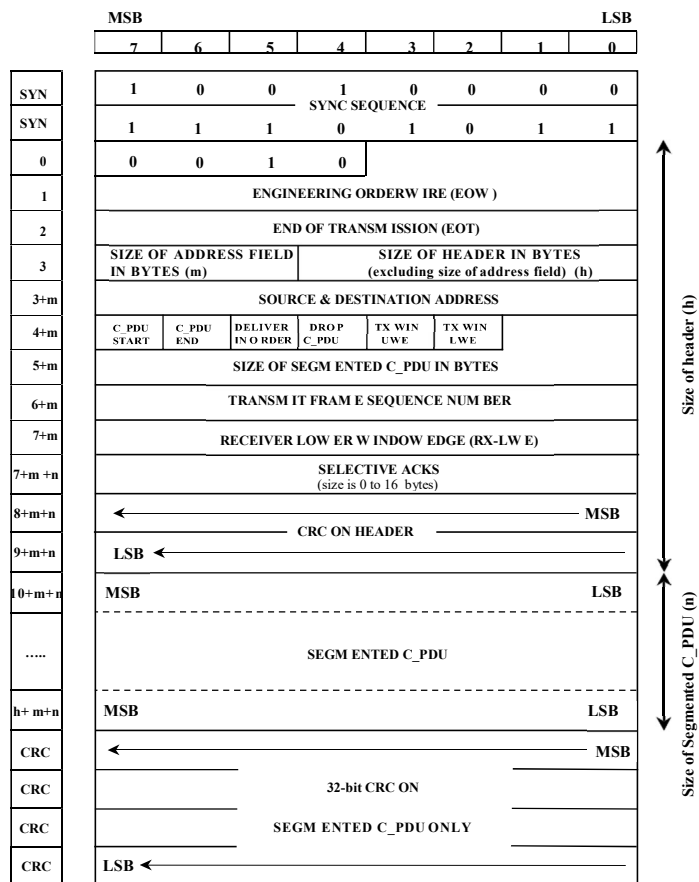 MSB LSB
7 6 5 4 3 2 1 0
SYN 1 0 0 1 0 0 0 0
SYNC SEQUENCE
SYN 1 1 1 0 1 0 1 1
0 0 0 1 0
1 ENGINEERING ORDERW IRE (EOW )
2 END OF TRANSM ISSION (EOT)
3 SIZE OF ADDRESS FIELD IN BYTES (m) SIZE OF HEADER IN BYTES (excluding size of address field) (h)
3+m SOURCE & DESTINATION ADDRESS
4+m C_PDU START C_PDU END DELIVER IN O RDER DRO P C_PDU TX WIN UWE TX WIN LWE
5+m SIZE OF SEGM ENTED C_PDU IN BYTES
6+m TRANSM IT FRAM E SEQUENCE NUM BER
7+m RECEIVER LOW ER W INDOW EDGE (RX-LW E)
7+m +n SELECTIVE ACKS
(size is 0 to 16 bytes)
8+m+n MSB
CRC ON HEADER
9+m+n LSB
Size of header (h)
10+m+n MSB LSB
..... SEGM ENTED C_PDU
h+ m+n MSB LSB
Size of Segmented C_PDU (n)
CRC MSB
CRC 32-bit CRC ON
CRC SEGM ENTED C_PDU ONLY
CRC LSB